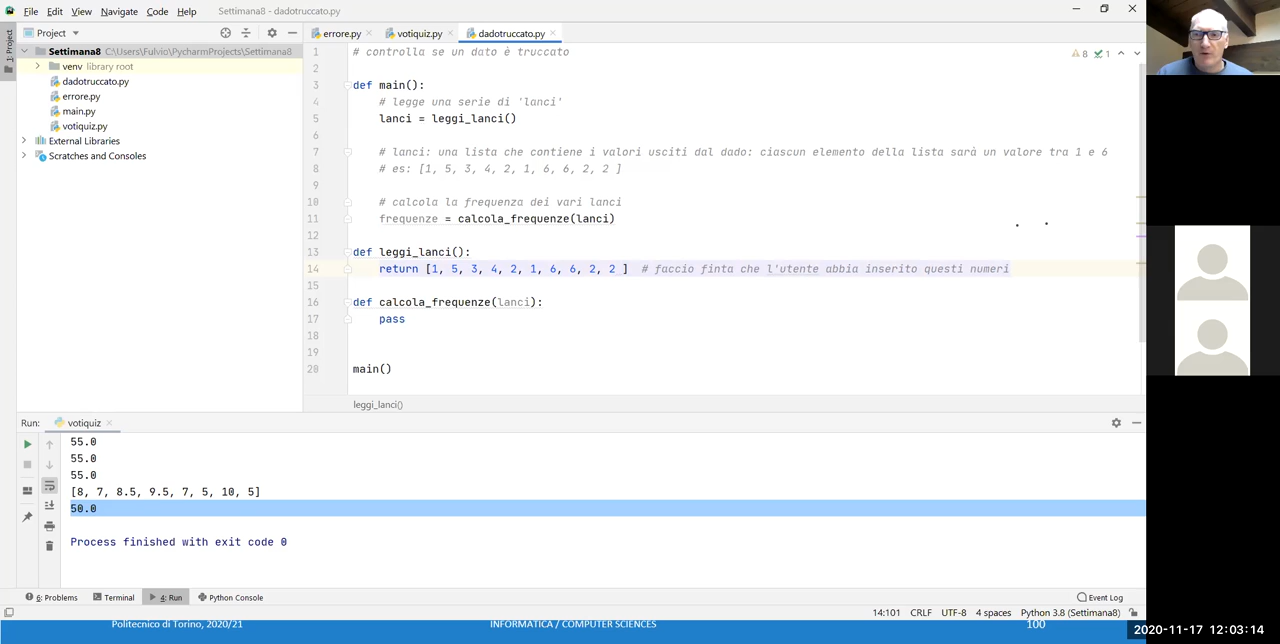 File Edit View Navigate Code Help Settimana8 - dadotruccato.py
Project
Settimana8 C:\Users\Fulvio\PycharmProjects\Settimana8
venv library root
dadotruccato.py
errore.py
main.py
votiquiz.py
External Libraries
Scratches and Consoles
1: Project
errore.py votiquiz.py dadotruccato.py
8 1
1 # controlla se un dato è truccato
2
3 def main():
4 # legge una serie di 'lanci'
5 lanci = leggi_lanci()
6
7 # lanci: una lista che contiene i valori usciti dal dado: ciascun elemento della lista sarà un valore tra 1 e 6
8 # es: [1, 5, 3, 4, 2, 1, 6, 6, 2, 2 ]
9
10 # calcola la frequenza dei vari lanci
11 frequenze = calcola_frequenze(lanci)
12
13 def leggi_lanci():
14 return [1, 5, 3, 4, 2, 1, 6, 6, 2, 2 ] # faccio finta che l'utente abbia inserito questi numeri
15
16 def calcola_frequenze(lanci):
17 pass
18
19
20 main()
leggi_lanci()
Run: votiquiz
55.0
55.0
55.0
[8, 7, 8.5, 9.5, 7, 5, 10, 5]
50.0
Process finished with exit code 0
6: Problems Terminal 4: Run Python Console Event Log
14:101 CRLF UTF-8 4 spaces Python 3.8 (Settimana8)
Politecnico di Torino, 2020/21 INFORMATICA / COMPUTER SCIENCES 100
2020-11-17 12:03:14